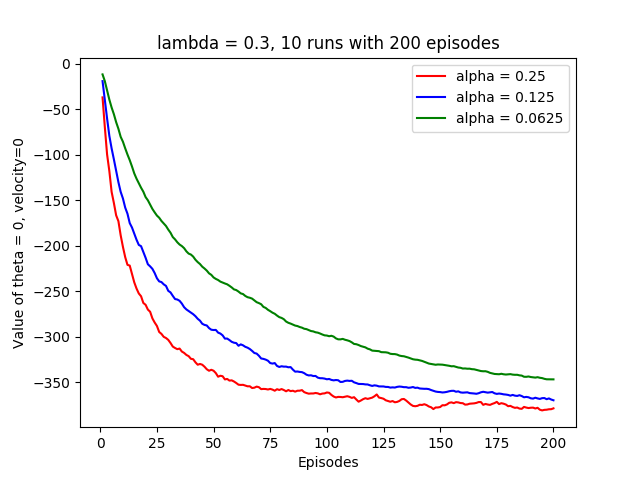 lambda = 0.3, 10 runs with 200 episodes
alpha = 0.25
alpha = 0.125
alpha = 0.0625
Value of theta = 0, velocity=0
0
−50
−100
−150
−200
−250
−300
−350
0 25 50 75 100 125 150 175 200
Episodes